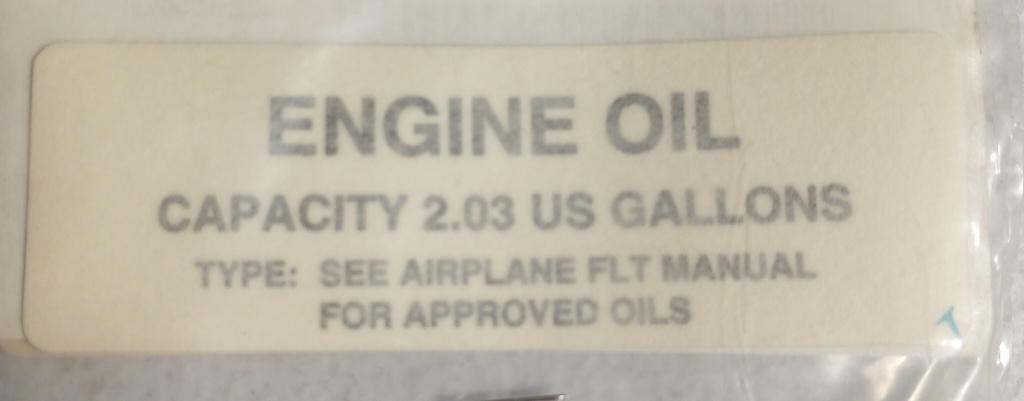 ENGINE OIL
CAPACITY 2.03 US GALLONS
TYPE: SEE AIRPLANE FLT MANUAL
FOR APPROVED OILS